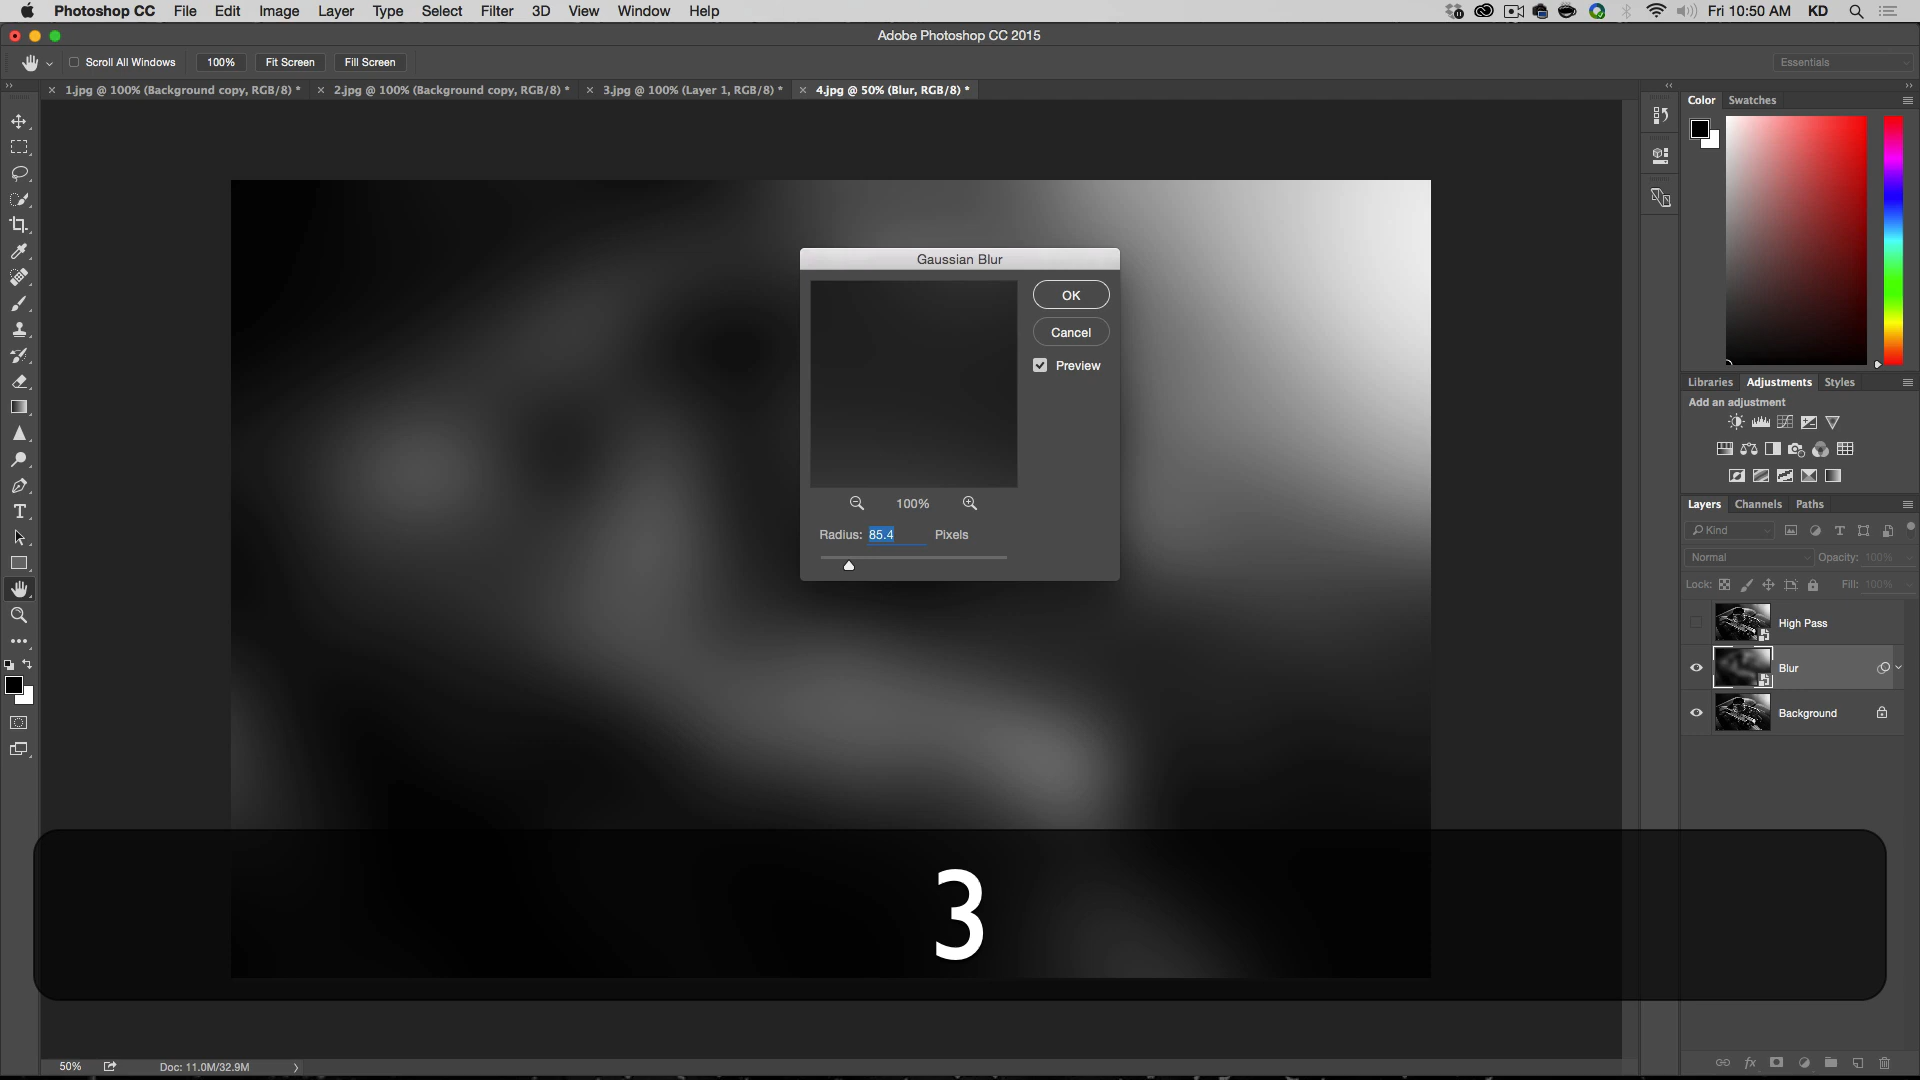 Photoshop CC File Edit Image Layer Type Select Filter 3D View Window Help Fri 10:50 AM KD
Adobe Photoshop CC 2015
Scroll All Windows 100% Fit Screen Fill Screen Essentials
1.jpg @ 100% (Background copy, RGB/8) * 2.jpg @ 100% (Background copy, RGB/8) * 3.jpg @ 100% (Layer 1, RGB/8) * 4.jpg @ 50% (Blur, RGB/8) *
Color Swatches
Gaussian Blur
OK
Cancel
Preview
100%
Radius: 85.4 Pixels
Libraries Adjustments Styles
Add an adjustment
Layers Channels Paths
Kind
Normal Opacity: 100%
Lock: Fill: 100%
High Pass
Blur
Background
3
50% Doc: 11.0M/32.9M